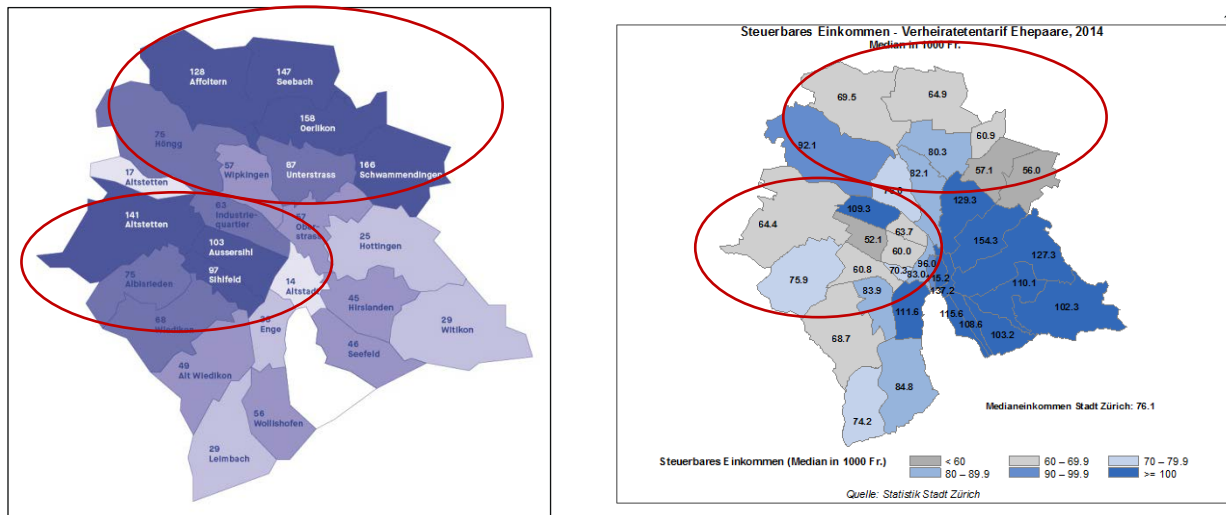 128
Affoltern
147
Seebach
158
Oerlikon
75
Höngg
87
Unterstrass
166
Schwammendingen
57
Wipkingen
17
Altstetten
63
Industrie-
quartier
57
Ober-
strass
141
Altstetten
103
Aussersihl
25
Hottingen
97
Sihlfeld
75
Albisrieden
14
Altstadt
45
Hirslanden
68
Wiedikon
Enge
29
Witikon
46
Seefeld
49
Alt Wiedikon
56
Wollishofen
29
Leimbach
Steuerbares Einkommen - Verheiratetentarif Ehepaare, 2014
Median in 1000 Fr.
69.5
64.9
60.9
92.1
80.3
57.1
56.0
82.1
129.3
109.3
64.4
63.7
52.1
154.3
60.0
127.3
96.0
60.8
70.3
83.0
75.9
110.1
83.9
137.2
102.3
111.6
115.6
108.6
103.2
68.7
84.8
74.2
Medianeinkommen Stadt Zürich: 76.1
Steuerbares Einkommen (Median in 1000 Fr.)
< 60
60 – 69.9
70 – 79.9
80 – 89.9
90 – 99.9
>= 100
Quelle: Statistik Stadt Zürich